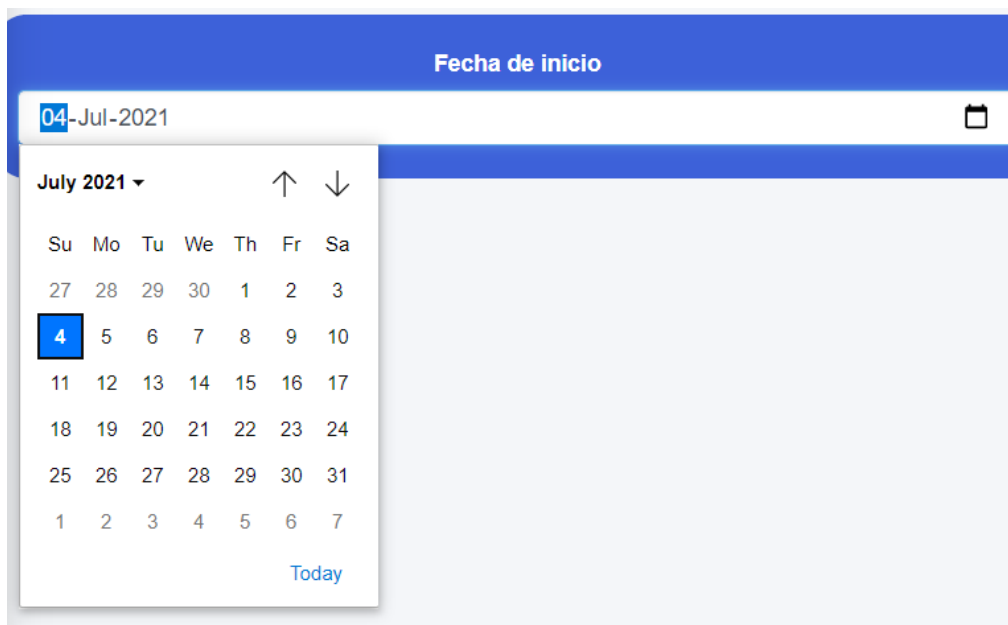 Fecha de inicio
04-Jul-2021
July 2021
Su Mo Tu We Th Fr Sa
27 28 29 30 1 2 3
4 5 6 7 8 9 10
11 12 13 14 15 16 17
18 19 20 21 22 23 24
25 26 27 28 29 30 31
1 2 3 4 5 6 7
Today